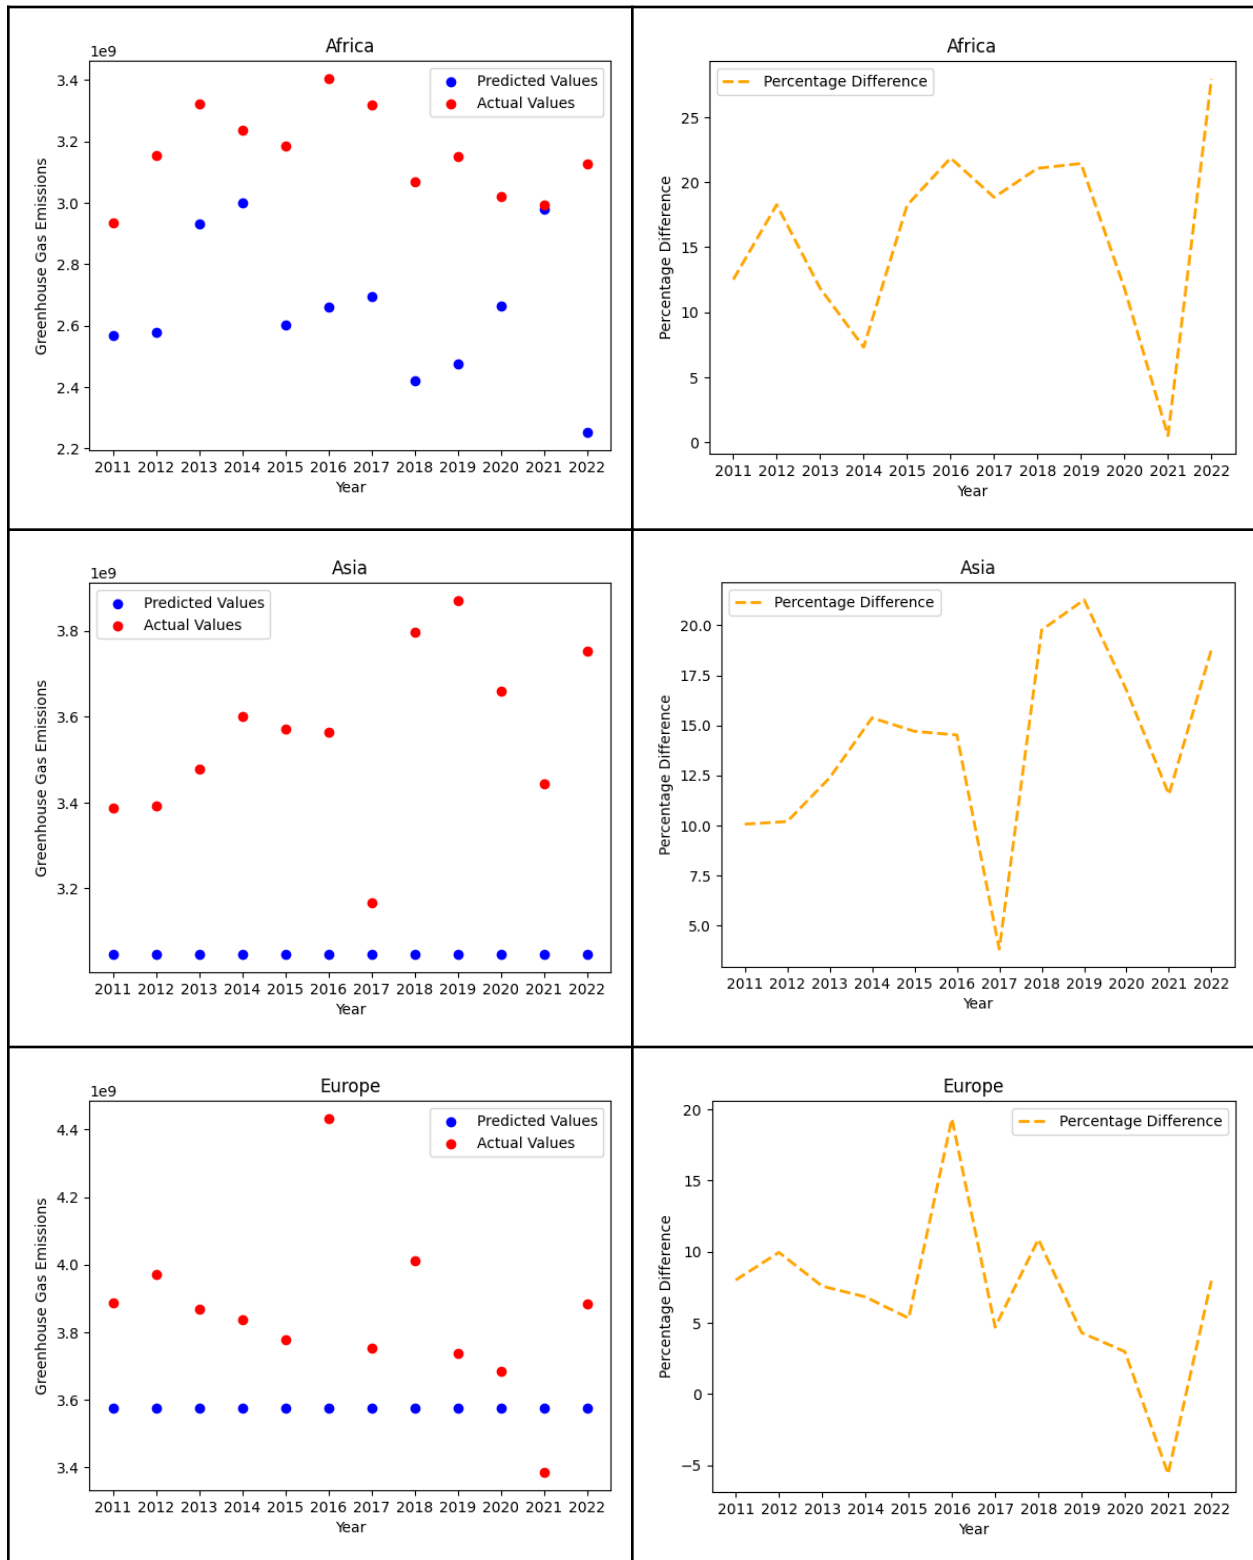 Africa
1e9
Predicted Values
Actual Values
3.4
3.2
3.0
2.8
2.6
2.4
2.2
Greenhouse Gas Emissions
2011 2012 2013 2014 2015 2016 2017 2018 2019 2020 2021 2022
Year
Africa
Percentage Difference
25
20
15
10
5
0
Percentage Difference
2011 2012 2013 2014 2015 2016 2017 2018 2019 2020 2021 2022
Year
Asia
1e9
Predicted Values
Actual Values
3.8
3.6
3.4
3.2
Greenhouse Gas Emissions
2011 2012 2013 2014 2015 2016 2017 2018 2019 2020 2021 2022
Year
Asia
Percentage Difference
20.0
17.5
15.0
12.5
10.0
7.5
5.0
Percentage Difference
2011 2012 2013 2014 2015 2016 2017 2018 2019 2020 2021 2022
Year
Europe
1e9
Predicted Values
Actual Values
4.4
4.2
4.0
3.8
3.6
3.4
Greenhouse Gas Emissions
2011 2012 2013 2014 2015 2016 2017 2018 2019 2020 2021 2022
Year
Europe
Percentage Difference
20
15
10
5
0
−5
Percentage Difference
2011 2012 2013 2014 2015 2016 2017 2018 2019 2020 2021 2022
Year